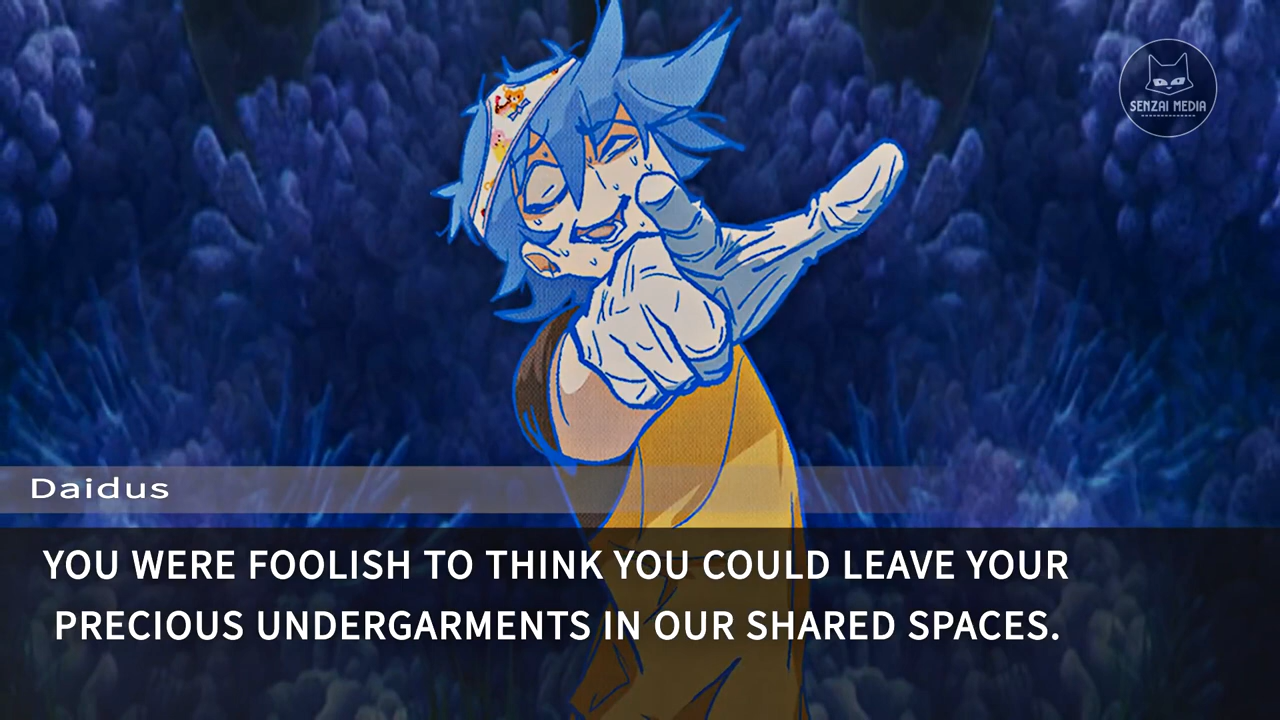 SENZAI MEDIA
Daidus
YOU WERE FOOLISH TO THINK YOU COULD LEAVE YOUR
PRECIOUS UNDERGARMENTS IN OUR SHARED SPACES.